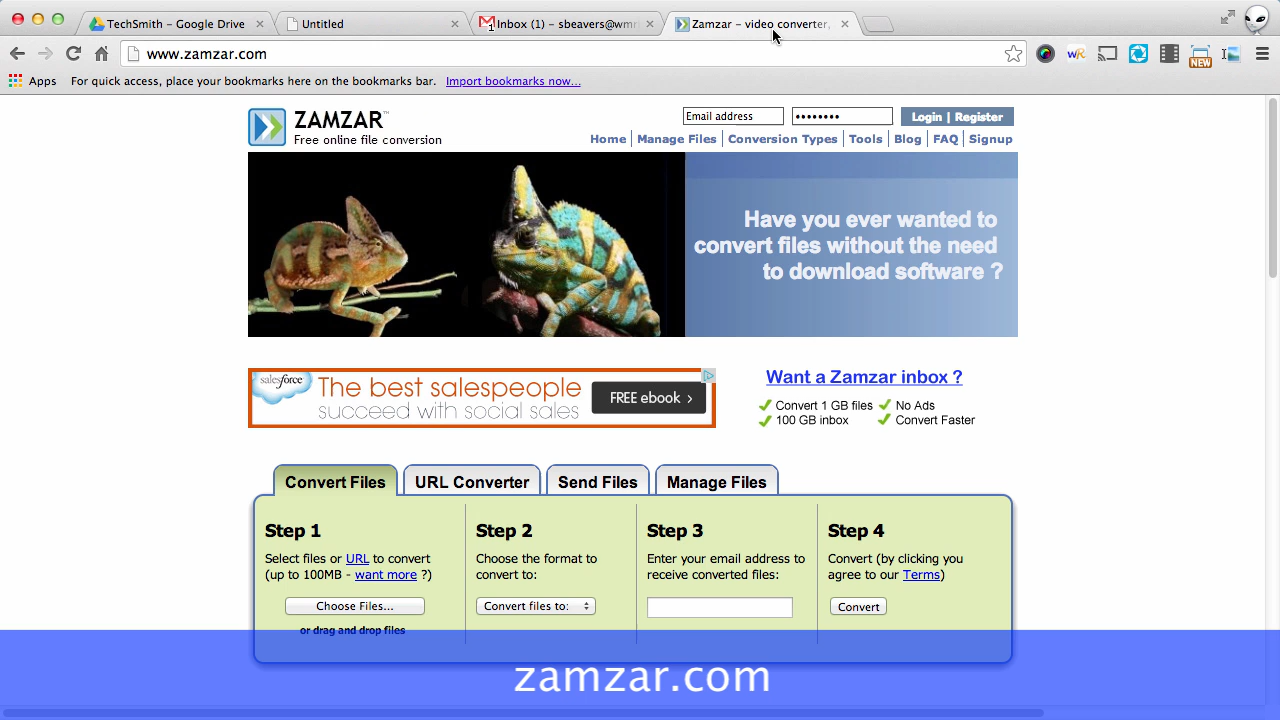 TechSmith – Google Drive
Untitled
Inbox (1) – sbeavers@wmr
Zamzar – video converter,
www.zamzar.com
wR
NEW
Apps
For quick access, place your bookmarks here on the bookmarks bar.
Import bookmarks now...
ZAMZAR™
Free online file conversion
Email address
Login | Register
Home
Manage Files
Conversion Types
Tools
Blog
FAQ
Signup
Have you ever wanted to
convert files without the need
to download software ?
salesforce
The best salespeople
succeed with social sales
FREE ebook ›
Want a Zamzar inbox ?
Convert 1 GB files
No Ads
100 GB inbox
Convert Faster
Convert Files
URL Converter
Send Files
Manage Files
Step 1
Select files or URL to convert
(up to 100MB - want more ?)
Choose Files...
or drag and drop files
Step 2
Choose the format to
convert to:
Convert files to:
Step 3
Enter your email address to
receive converted files:
Step 4
Convert (by clicking you
agree to our Terms)
Convert
zamzar.com